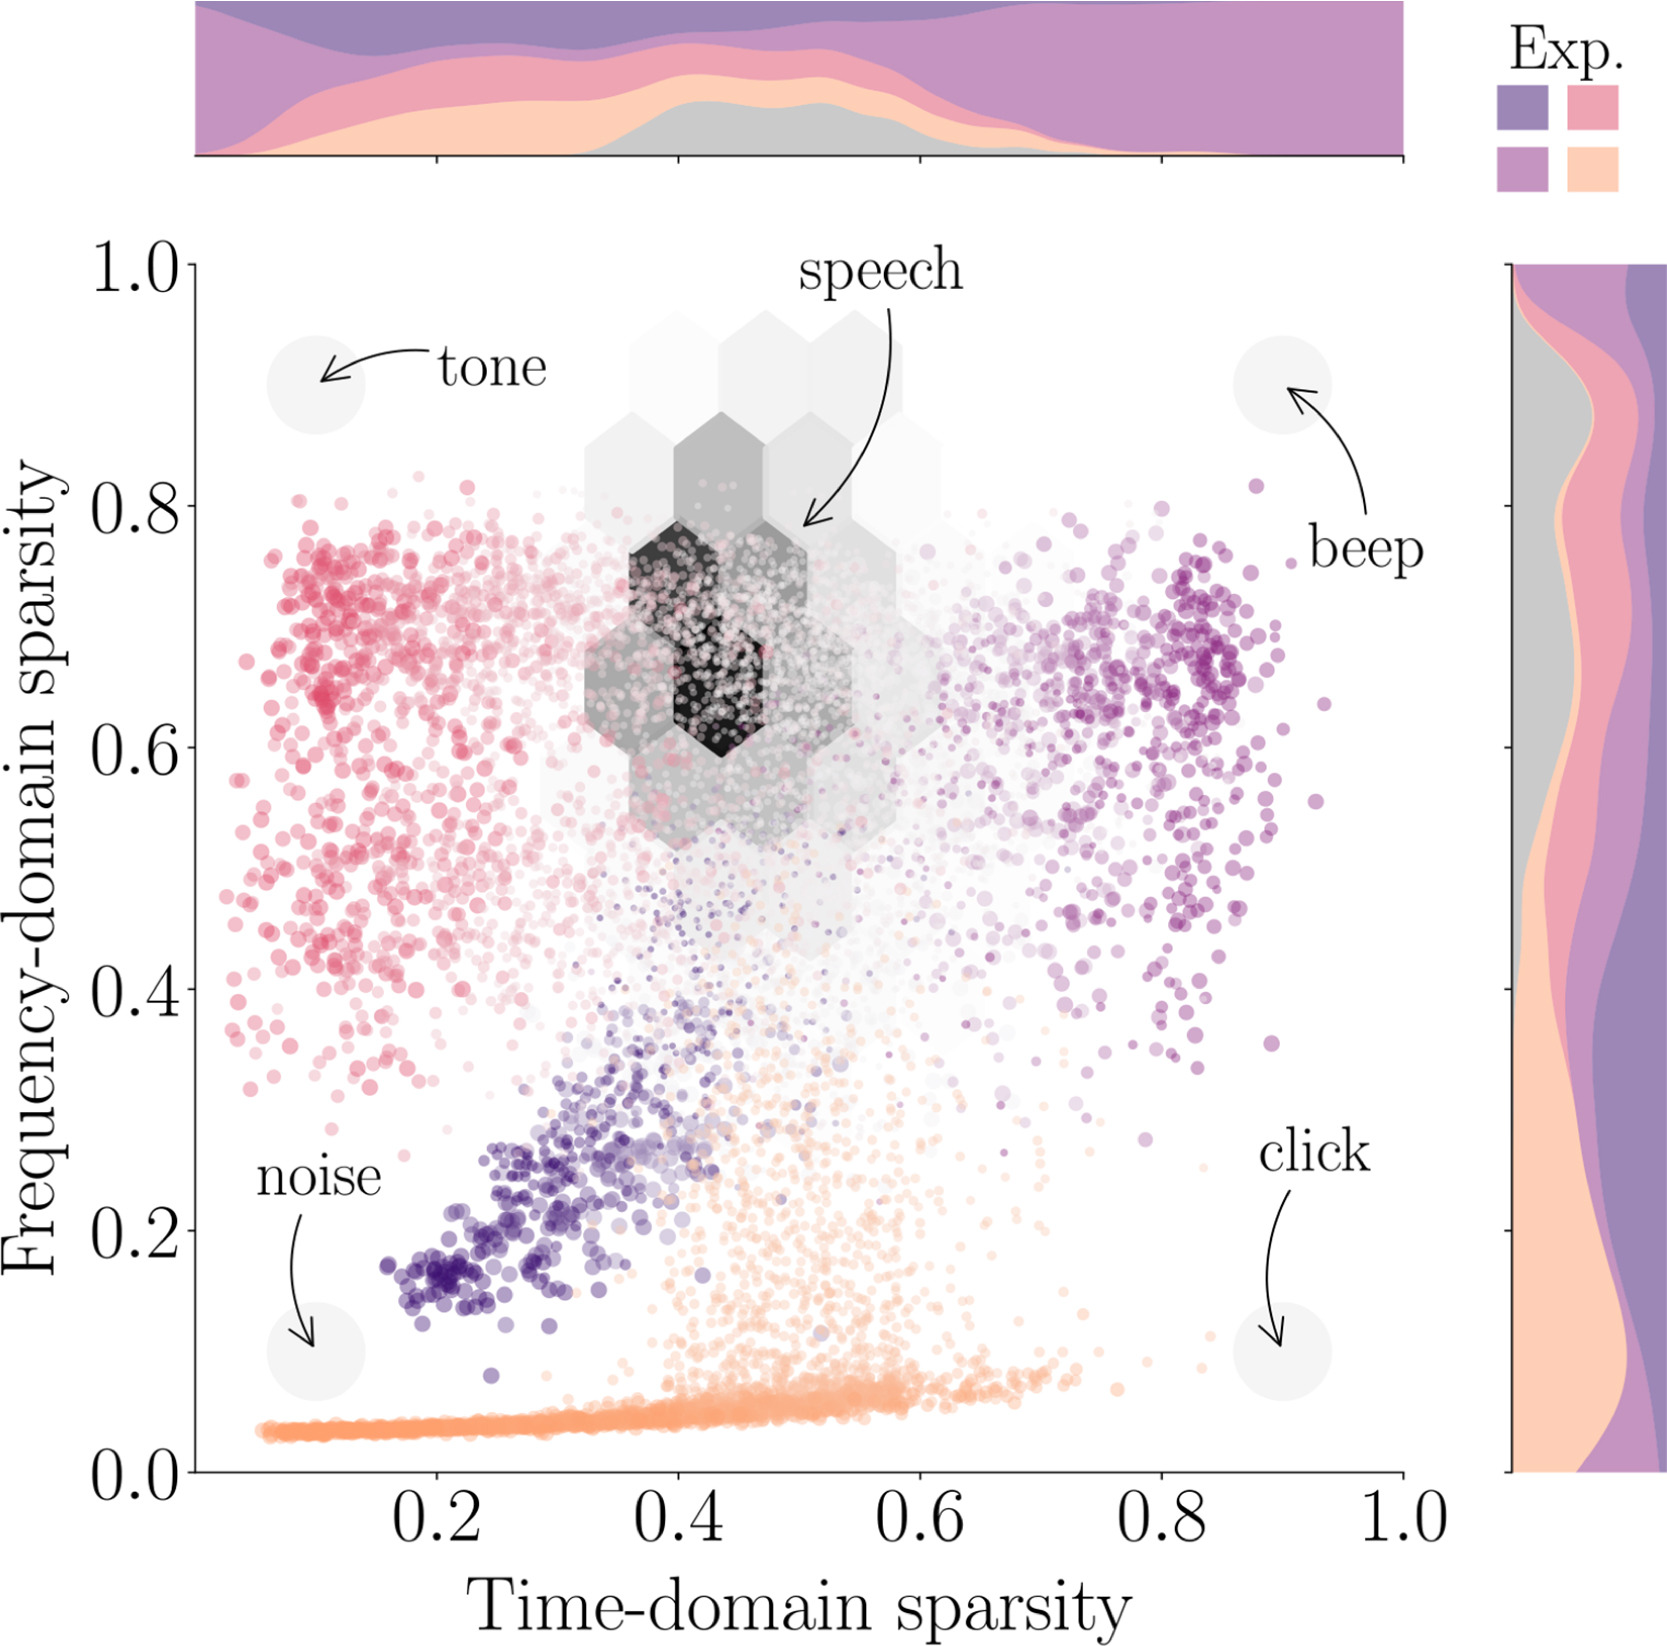 Exp.
speech
tone
beep
noise
click
1.0
0.8
0.6
0.4
0.2
0.0
0.2 0.4 0.6 0.8 1.0
Frequency-domain sparsity
Time-domain sparsity